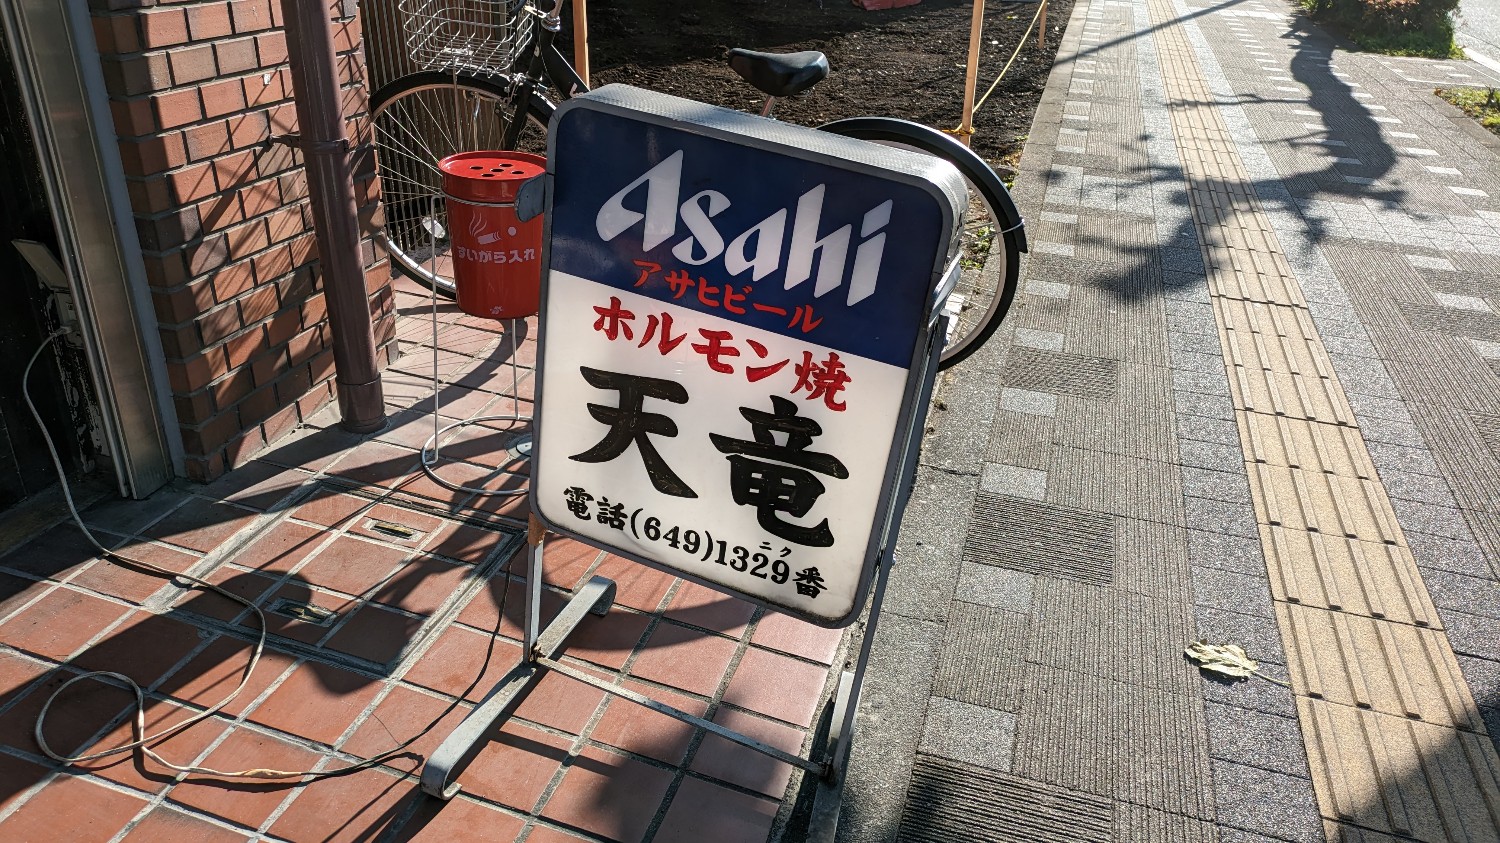 Asahi
アサヒビール
ホルモン焼
天竜
ニク
電話(649)1329番
すいがら入れ